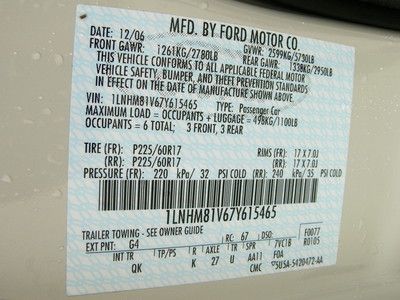 MFD. BY FORD MOTOR CO.
12/06 GVWR: 2599KG/5730LB
FRONT GAWR: 1261KG/2780LB REAR GAWR: 1338KG/2950LB
THIS VEHICLE CONFORMS TO ALL APPLICABLE FEDERAL MOTOR
VEHICLE SAFETY, BUMPER, AND THEFT PREVENTION STANDARDS
IN EFFECT ON THE DATE OF MANUFACTURE SHOWN ABOVE.
VIN: 1LNHM81V67Y615465 TYPE: Passenger Car
MAXIMUM LOAD = OCCUPANTS + LUGGAGE = 498KG/1100LB
OCCUPANTS = 6 TOTAL; 3 FRONT, 3 REAR
TIRE (FR): P225/60R17 RIMS (FR): 17 X 7.0J
(RR): P225/60R17 (RR): 17 X 7.0J
PRESSURE (FR): 220 kPa/ 32 PSI COLD (RR): 240 kPa/ 35 PSI COLD
1LNHM81V67Y615465
TRAILER TOWING - SEE OWNER GUIDE F0077
EXT PNT: G4 RC: 67 DSO: R0105
INT TR TP/PS R AXLE TR SPR 7VC1B
QK K 27 U AA11 FOA
CMC 5U5A-5420472-AA